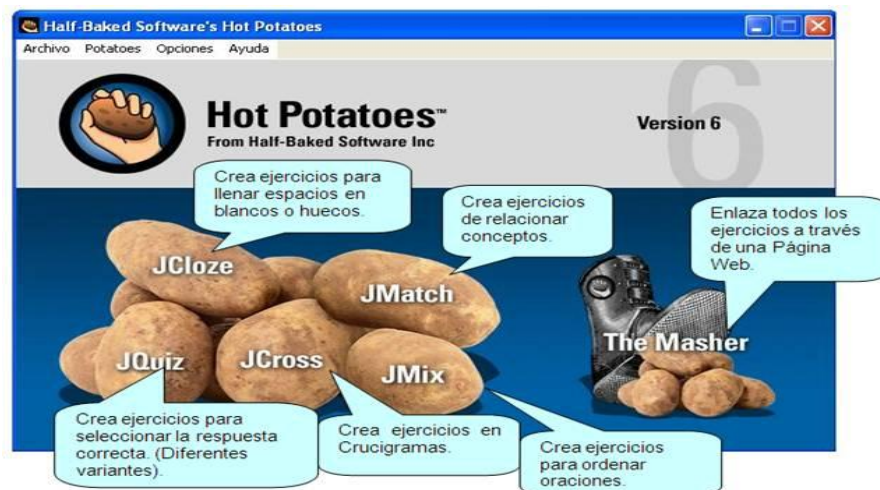 Half-Baked Software's Hot Potatoes
Archivo Potatoes Opciones Ayuda
6
Hot Potatoes™
From Half-Baked Software Inc
Version 6
Crea ejercicios para
llenar espacios en
blancos o huecos.
Crea ejercicios
de relacionar
conceptos.
Enlaza todos los
ejercicios a través
de una Página
Web.
JCloze
JMatch
JQuiz
JCross
JMix
The Masher
Crea ejercicios para
seleccionar la respuesta
correcta. (Diferentes
variantes).
Crea ejercicios en
Crucigramas.
Crea ejercicios
para ordenar
oraciones.